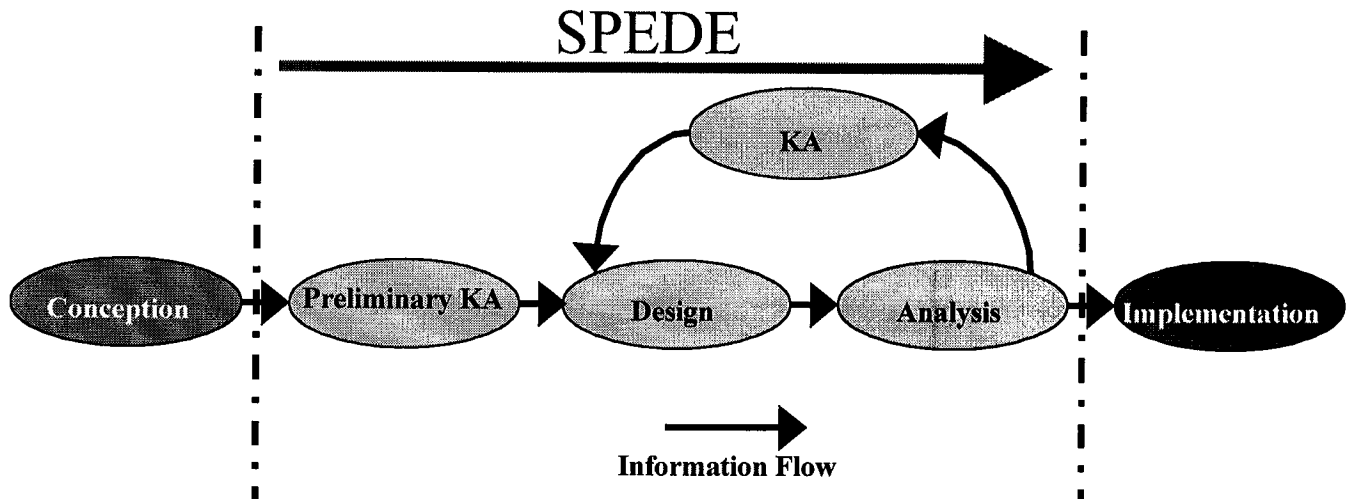 SPEDE
KA
Conception
Preliminary KA
Design
Analysis
Implementation
Information Flow